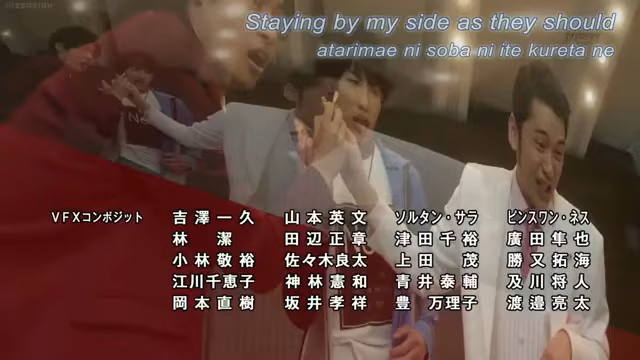 Staying by my side as they should
atarimae ni soba ni ite kureta ne
VFXコンポジット 吉澤一久 山本英文 ソルタン・サラ ビンスワン・ネス
林 潔 田辺正章 津田千裕 廣田隼也
小林敬裕 佐々木良太 上田 茂 勝又拓海
江川千恵子 神林憲和 青井泰輔 及川将人
岡本直樹 坂井孝祥 豊 万理子 渡邉亮太